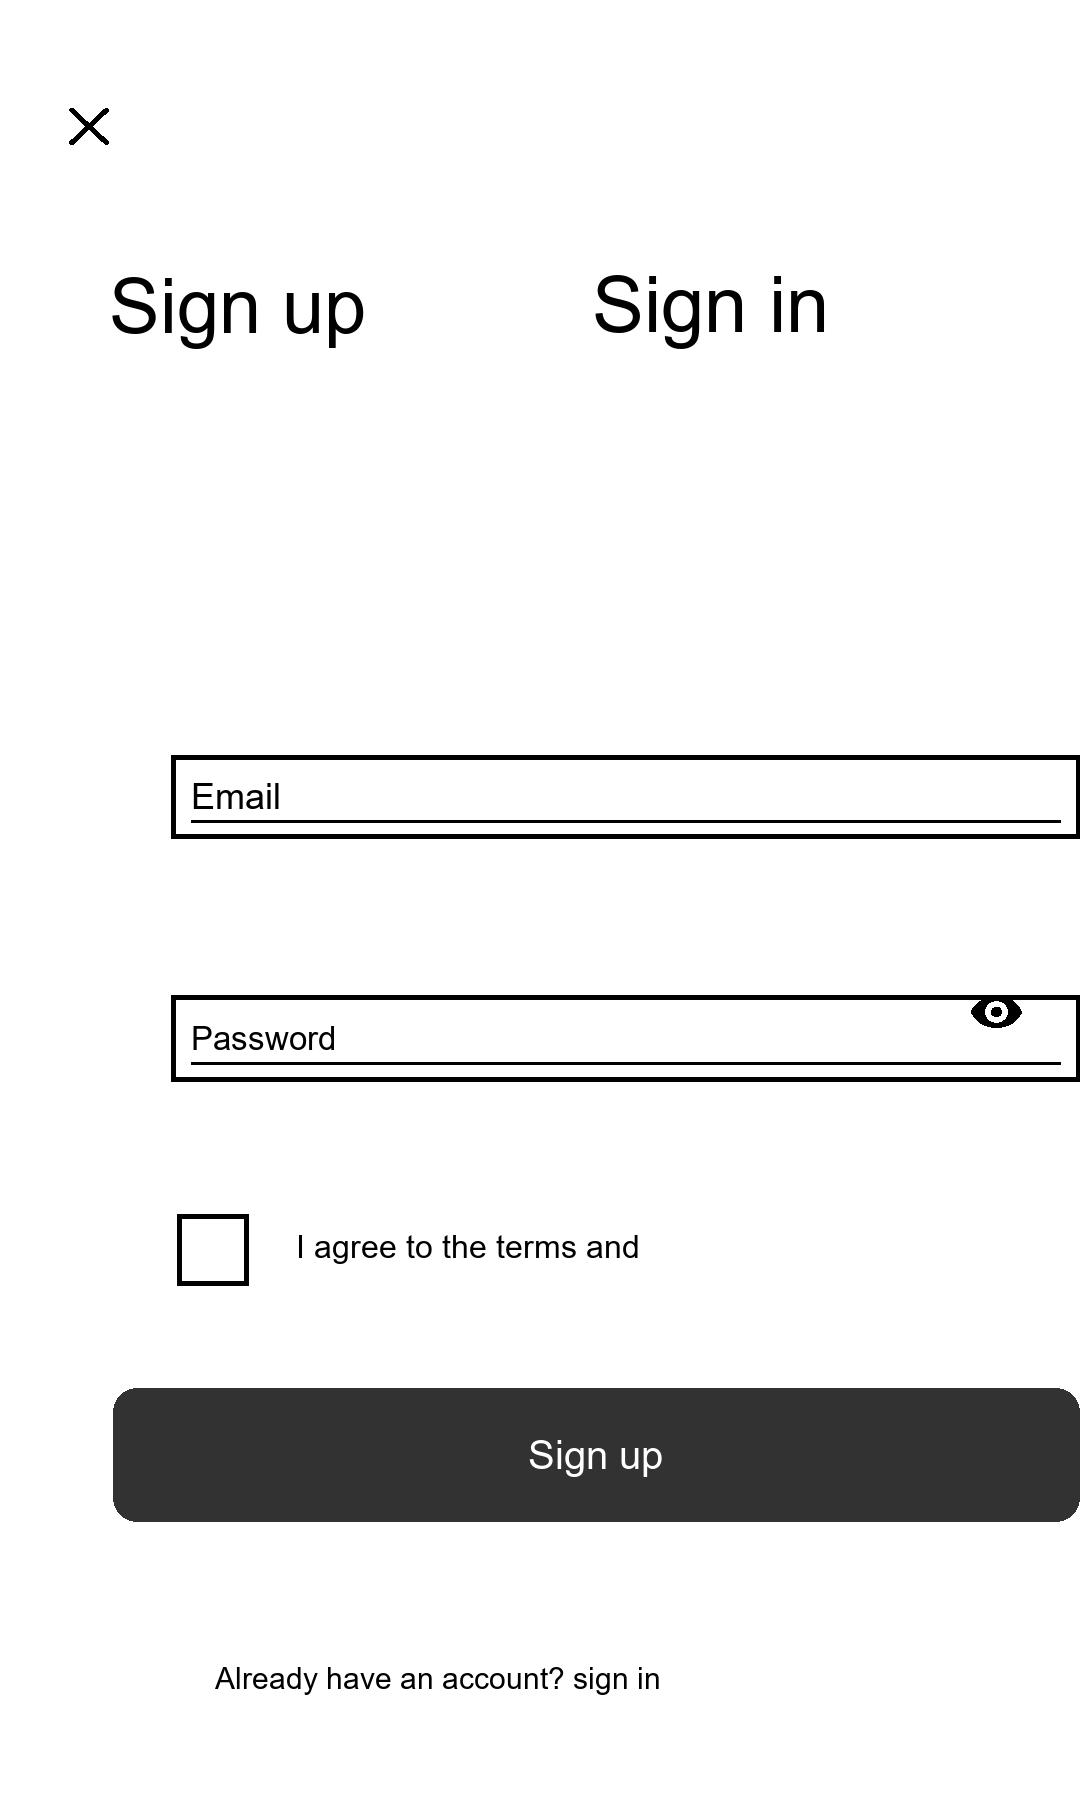 Sign up
Sign in
Email
Password
I agree to the terms and
Sign up
Already have an account? sign in